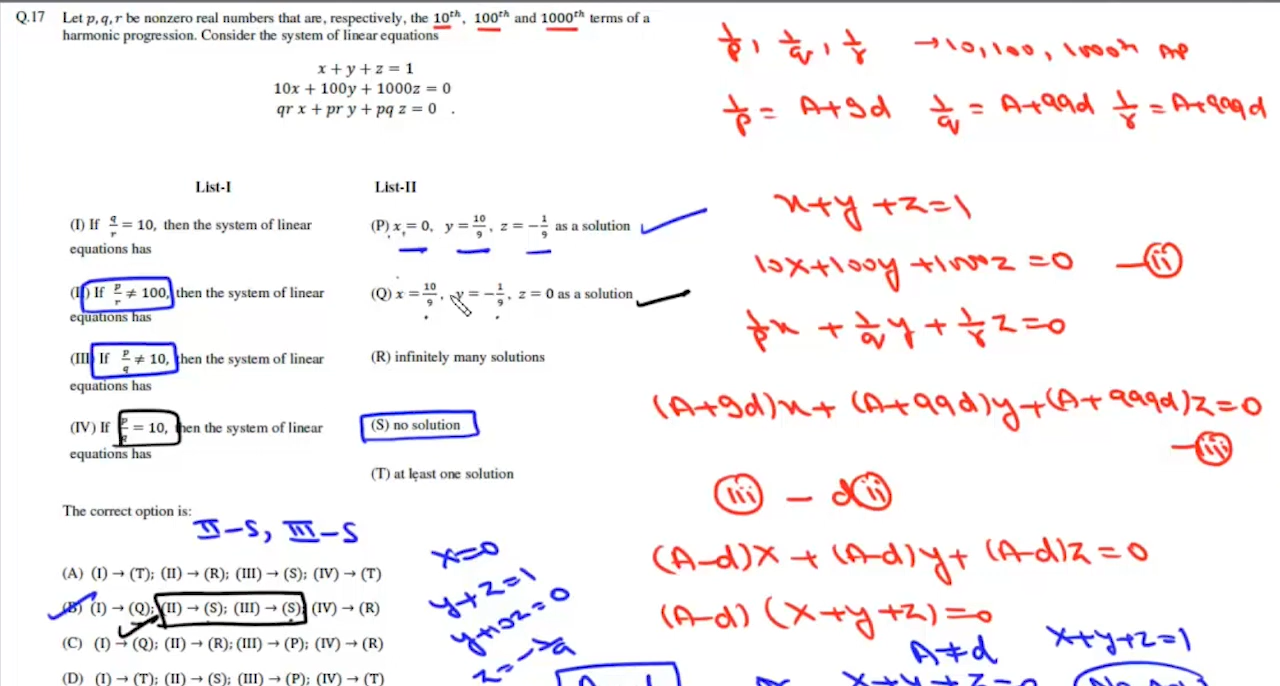 Q.17 Let p, q, r be nonzero real numbers that are, respectively, the 10th, 100th and 1000th terms of a
harmonic progression. Consider the system of linear equations
x + y + z = 1
10x + 100y + 1000z = 0
qr x + pr y + pq z = 0 .
List-I
List-II
(I) If q/r = 10, then the system of linear
equations has
(P) x = 0, y = 10/9, z = −1/9 as a solution
(II) If p/r ≠ 100, then the system of linear
equations has
(Q) x = 10/9, y = −1/9, z = 0 as a solution
(III) If p/q ≠ 10, then the system of linear
equations has
(R) infinitely many solutions
(IV) If p/q = 10, then the system of linear
equations has
(S) no solution
(T) at least one solution
The correct option is:
II-S, III-S
(A) (I) → (T); (II) → (R); (III) → (S); (IV) → (T)
(B) (I) → (Q); (II) → (S); (III) → (S); (IV) → (R)
(C) (I) → (Q); (II) → (R); (III) → (P); (IV) → (R)
(D) (I) → (T); (II) → (S); (III) → (P); (IV) → (T)
x=0
y+z=1
y+10z=0
z=-1/9
1/p, 1/q, 1/r → 10, 100, 1000th AP
1/p = A+9d 1/q = A+99d 1/r = A+999d
x+y+z=1
10x+100y+1000z=0 -(ii)
1/p x + 1/q y + 1/r z=0
(A+9d)x+ (A+99d)y+(A+999d)z=0
-(iii)
(iii) - d(ii)
(A-d)x + (A-d)y+ (A-d)z=0
(A-d) (x+y+z)=0
A≠d x+y+z=1
x+y+z=0